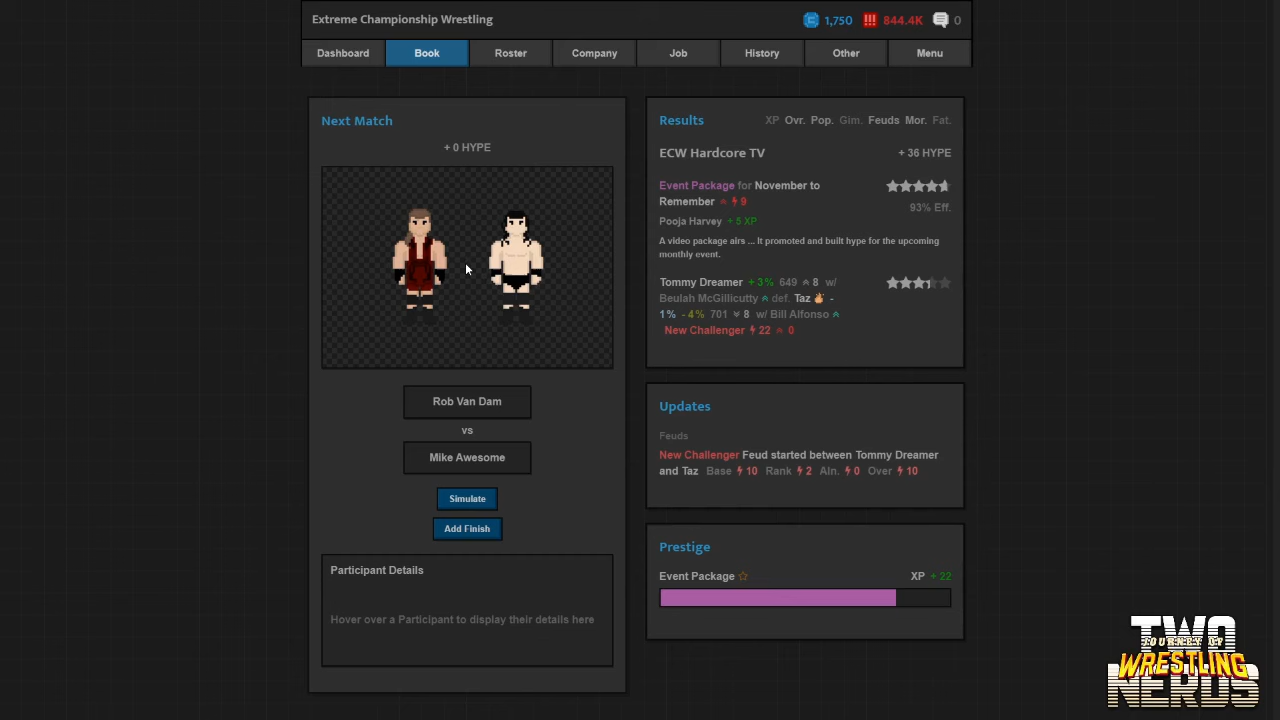 Extreme Championship Wrestling
1,750 844.4K 0
Dashboard Book Roster Company Job History Other Menu
Next Match
+ 0 HYPE
Rob Van Dam
vs
Mike Awesome
Simulate
Add Finish
Participant Details
Hover over a Participant to display their details here
Results XP Ovr. Pop. Gim. Feuds Mor. Fat.
ECW Hardcore TV + 36 HYPE
Event Package for November to
Remember 9
93% Eff.
Pooja Harvey + 5 XP
A video package airs ... It promoted and built hype for the upcoming
monthly event.
Tommy Dreamer + 3% 649 8 w/
Beulah McGillicutty def. Taz -
1% - 4% 701 8 w/ Bill Alfonso
New Challenger 22 0
Updates
Feuds
New Challenger Feud started between Tommy Dreamer
and Taz Base 10 Rank 2 Aln. 0 Over 10
Prestige
Event Package XP + 22
TWO
JOURNEY OF
WRESTLING
NERDS